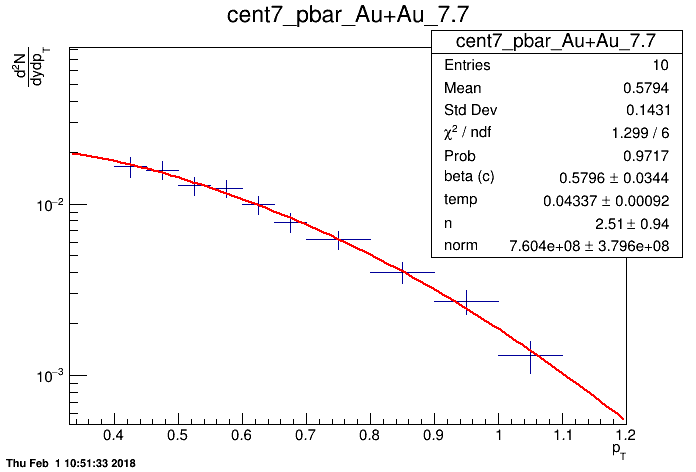 cent7_pbar_Au+Au_7.7
cent7_pbar_Au+Au_7.7
Entries 10
Mean 0.5794
Std Dev 0.1431
χ² / ndf 1.299 / 6
Prob 0.9717
beta (c) 0.5796 ± 0.0344
temp 0.04337 ± 0.00092
n 2.51 ± 0.94
norm 7.604e+08 ± 3.796e+08
d²N
dydp_T
10⁻²
10⁻³
0.4 0.5 0.6 0.7 0.8 0.9 1 1.1 1.2
p_T
Thu Feb 1 10:51:33 2018